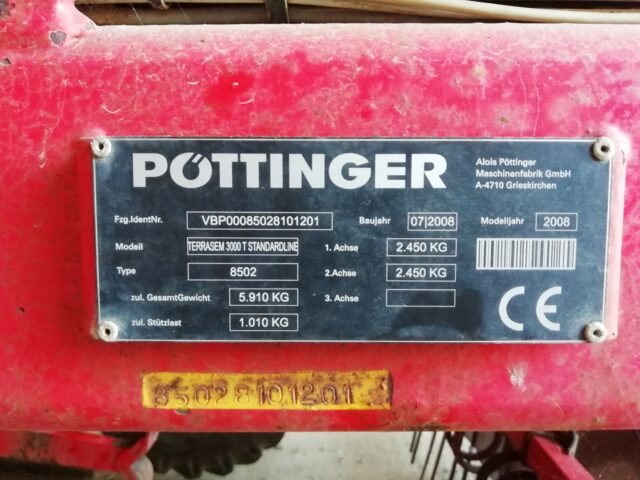 PÖTTINGER
Alois Pöttinger
Maschinenfabrik GmbH
A-4710 Grieskirchen
Fzg.IdentNr. VBP00085028101201 Baujahr 07|2008 Modelljahr 2008
Modell TERRASEM 3000 T STANDARDLINE 1. Achse 2.450 KG
Type 8502 2.Achse 2.450 KG
zul. GesamtGewicht 5.910 KG 3. Achse
zul. Stützlast 1.010 KG
CE
85028101201